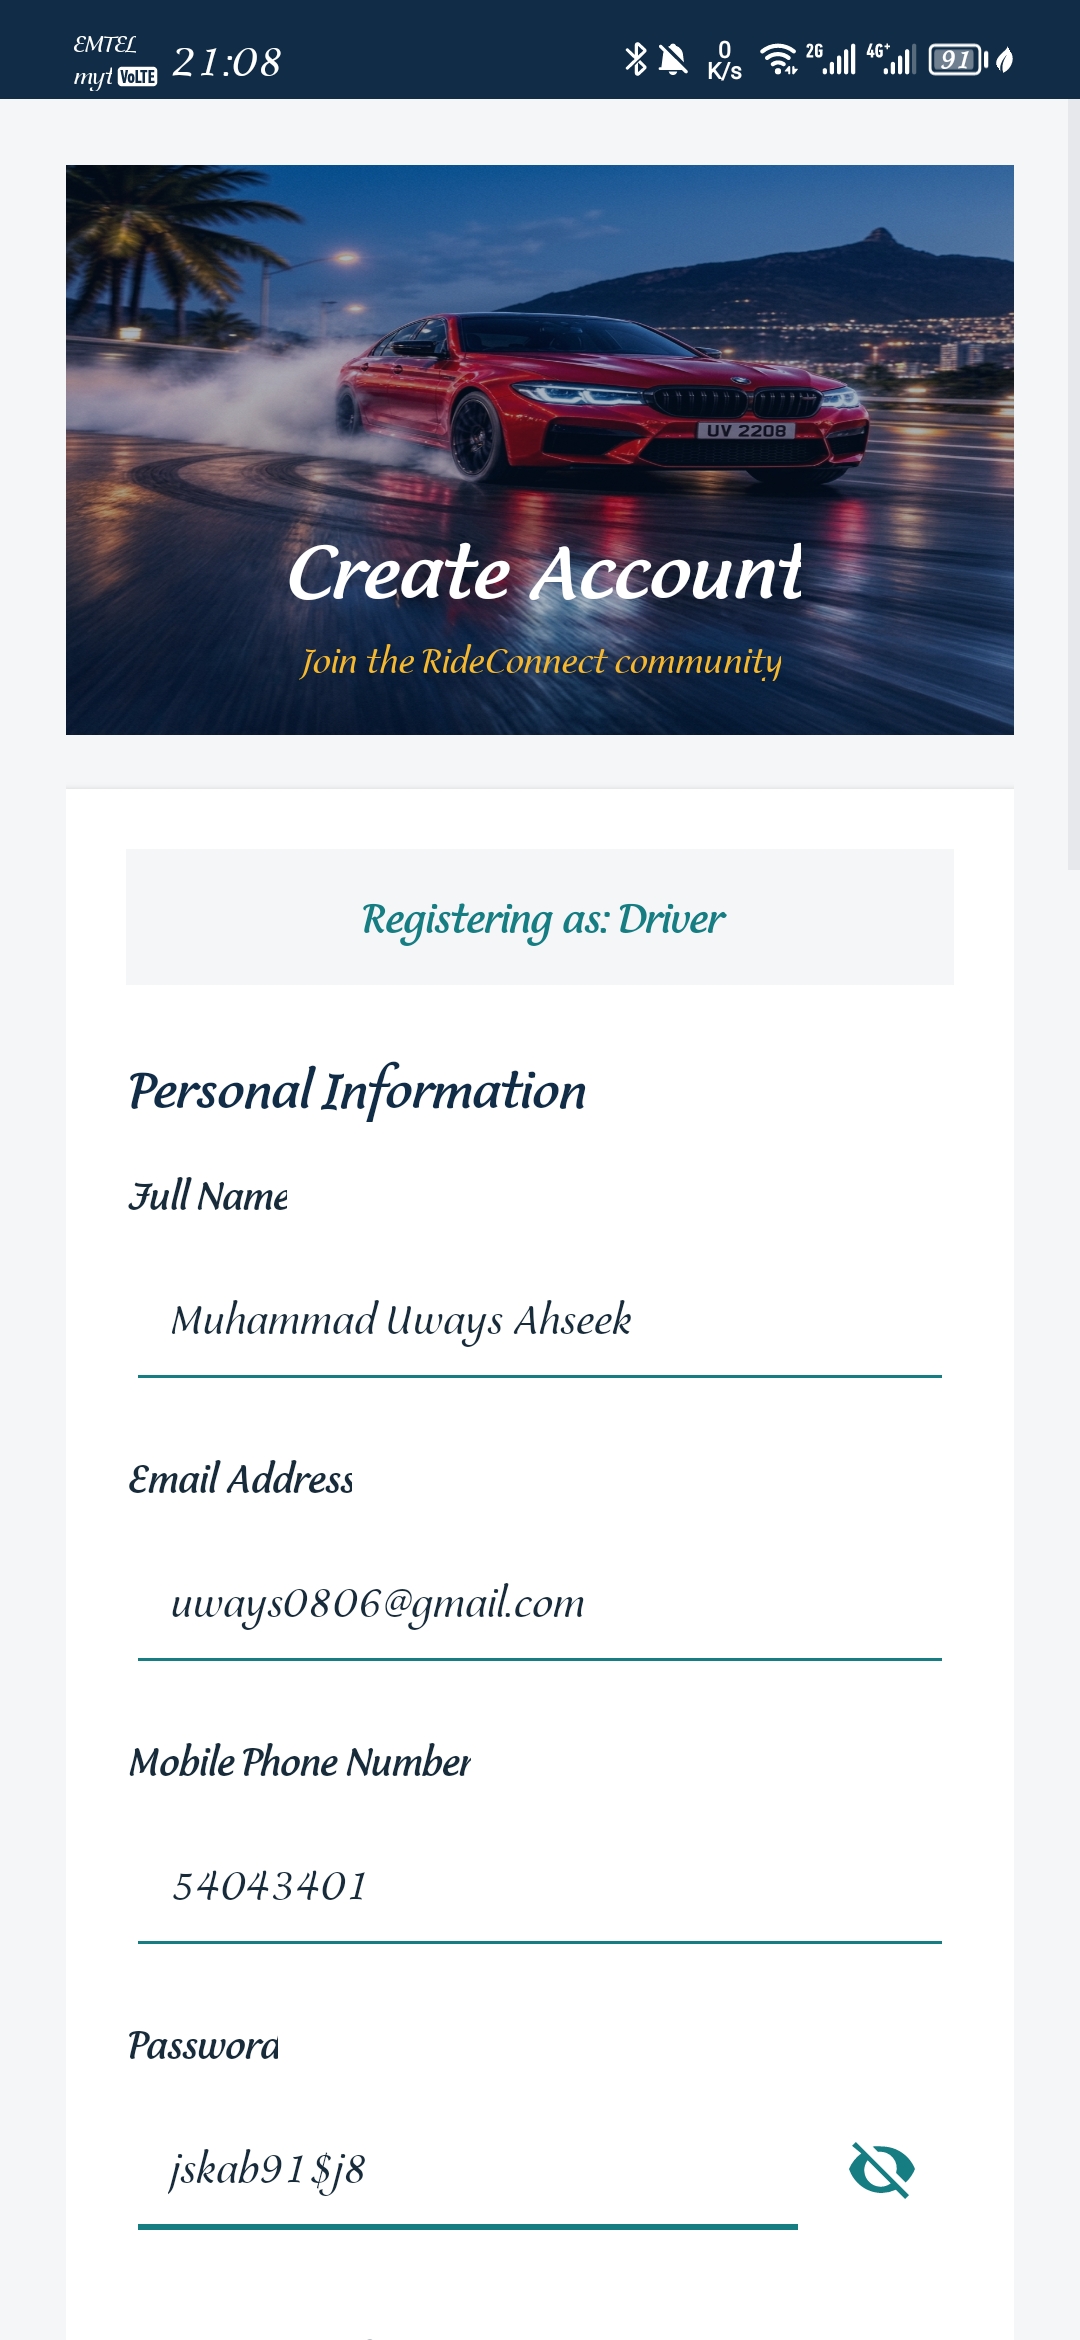 EMTEL
myt VoLTE 21:08 0 K/s 2G 4G+ 91
UV 2208
Create Account
Join the RideConnect community
Registering as: Driver
Personal Information
Full Name
Muhammad Uways Ahseek
Email Address
uways0806@gmail.com
Mobile Phone Number
54043401
Password
jskab91$j8